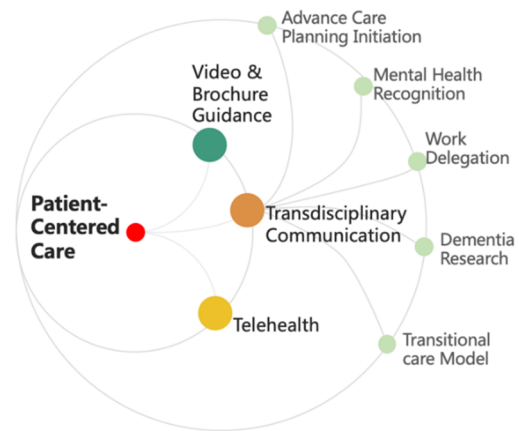 Advance Care
Planning Initiation
Video &
Brochure
Guidance
Mental Health
Recognition
Work
Delegation
Patient-
Centered
Care
Transdisciplinary
Communication
Dementia
Research
Telehealth
Transitional
care Model